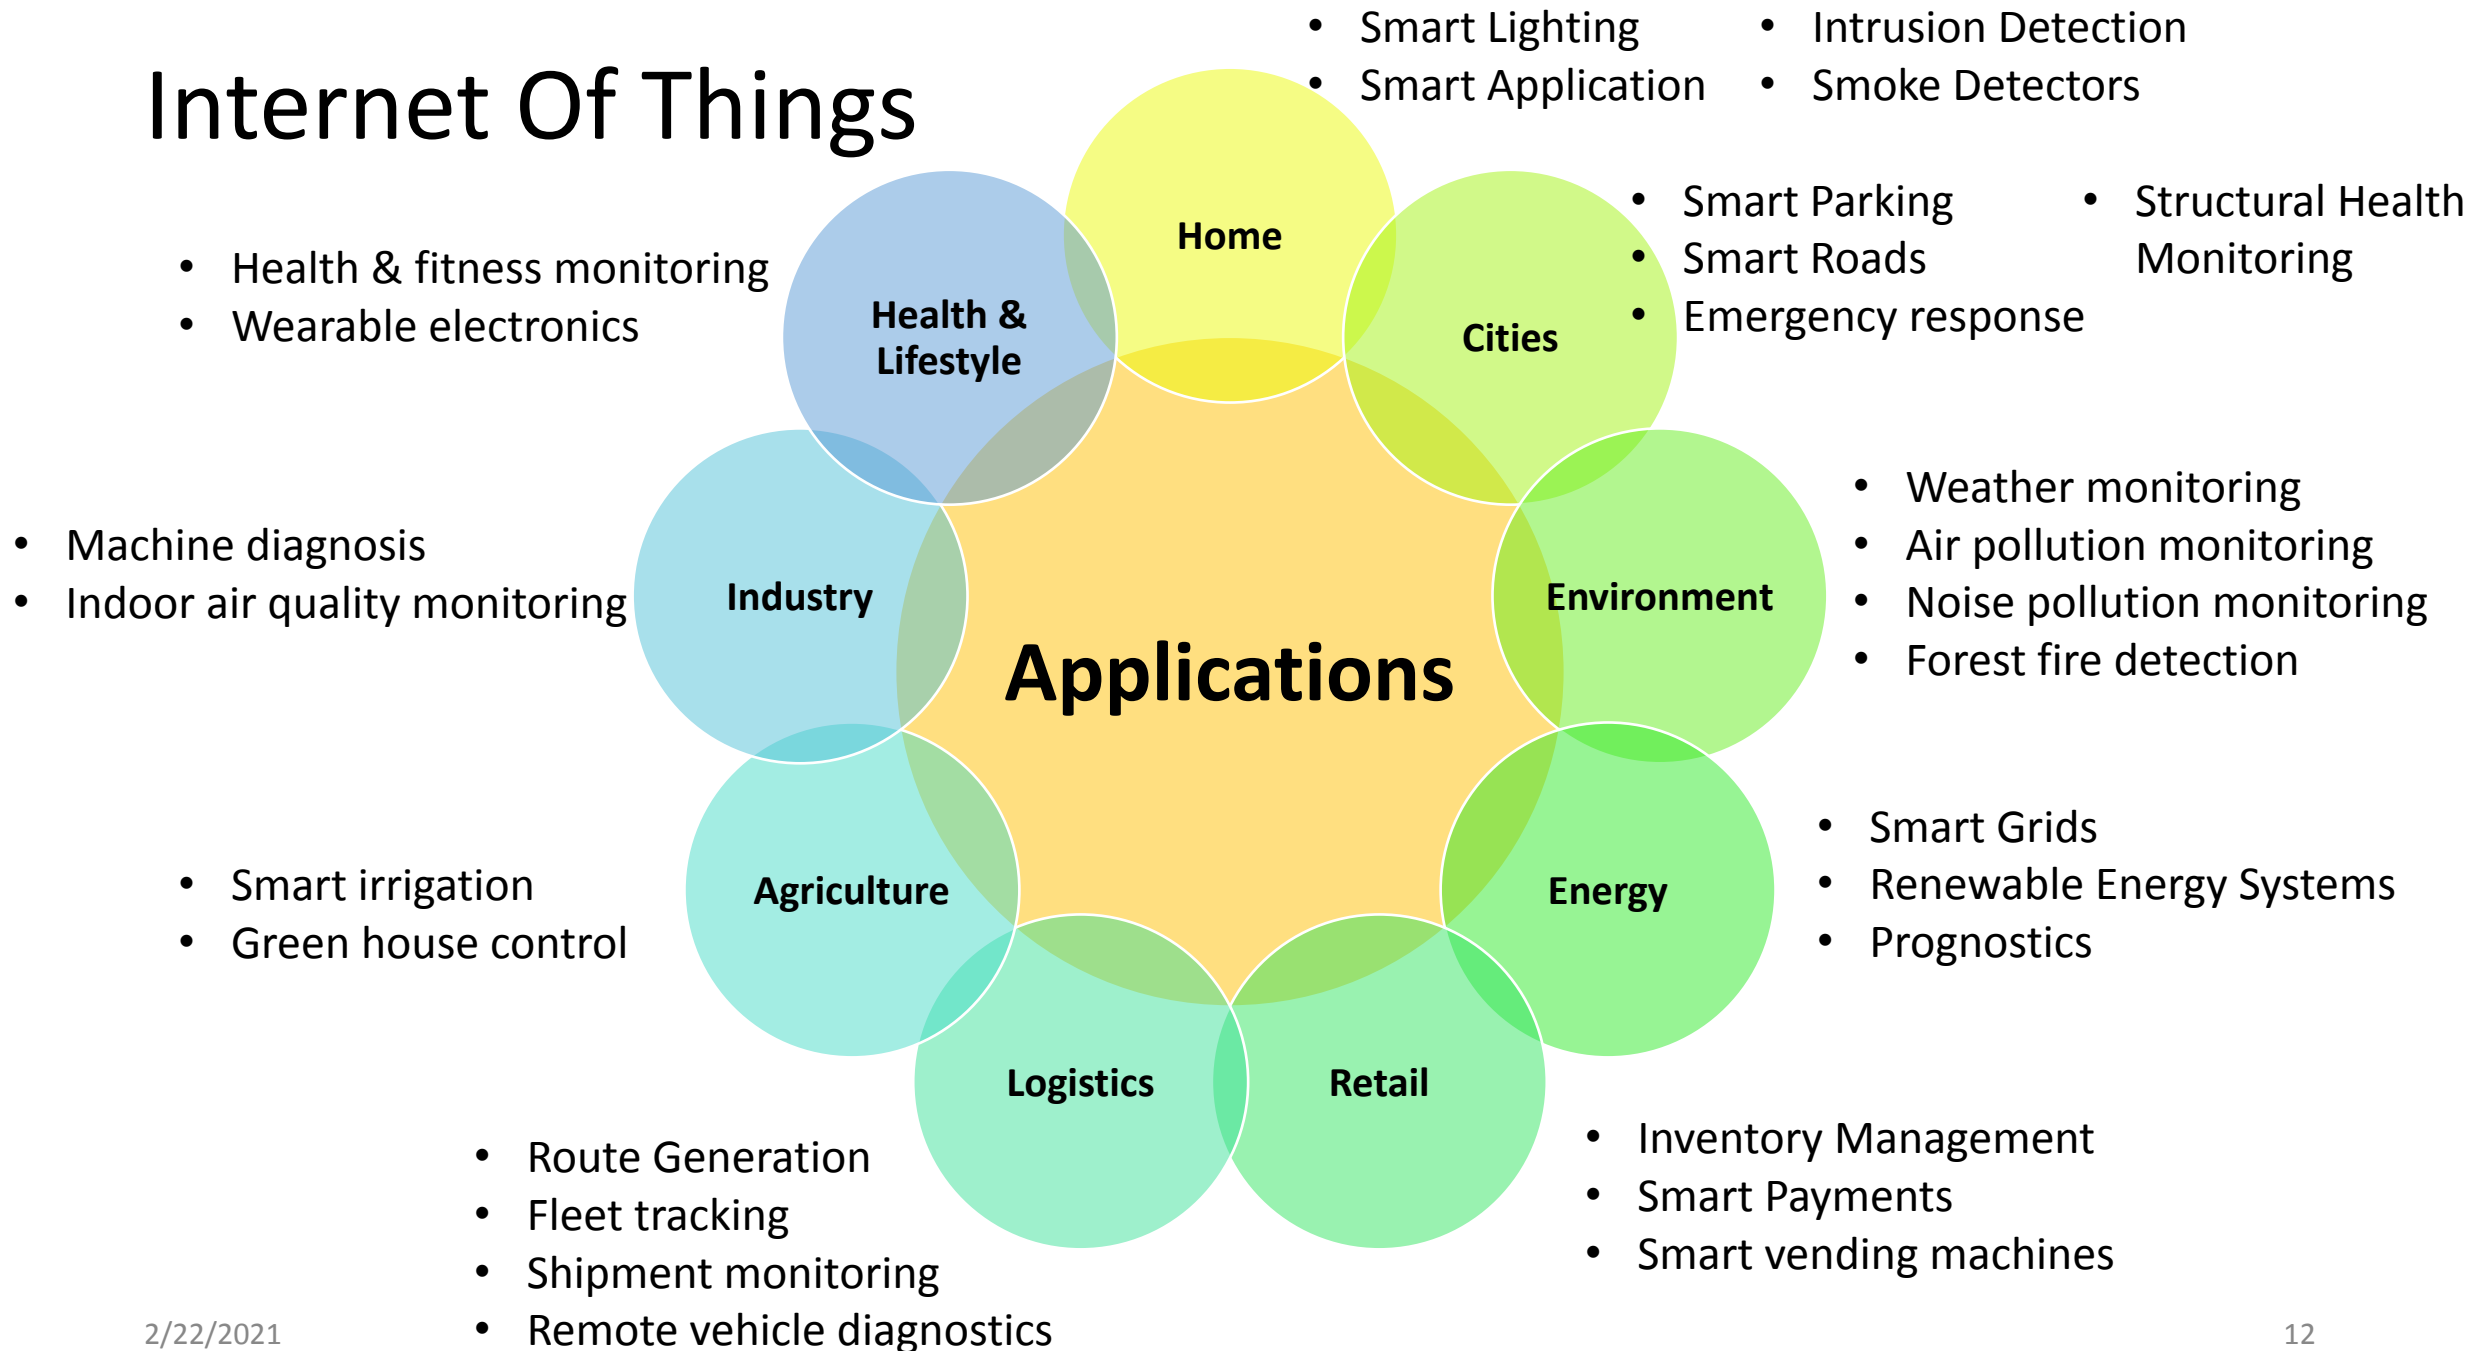 Internet Of Things
• Smart Lighting
• Smart Application
• Intrusion Detection
• Smoke Detectors
Home
• Smart Parking
• Smart Roads
• Emergency response
• Structural Health
Monitoring
Cities
• Weather monitoring
• Air pollution monitoring
• Noise pollution monitoring
• Forest fire detection
Environment
• Smart Grids
• Renewable Energy Systems
• Prognostics
Energy
• Inventory Management
• Smart Payments
• Smart vending machines
Retail
• Route Generation
• Fleet tracking
• Shipment monitoring
• Remote vehicle diagnostics
Logistics
• Smart irrigation
• Green house control
Agriculture
• Machine diagnosis
• Indoor air quality monitoring
Industry
• Health & fitness monitoring
• Wearable electronics
Health &
Lifestyle
Applications
2/22/2021
12